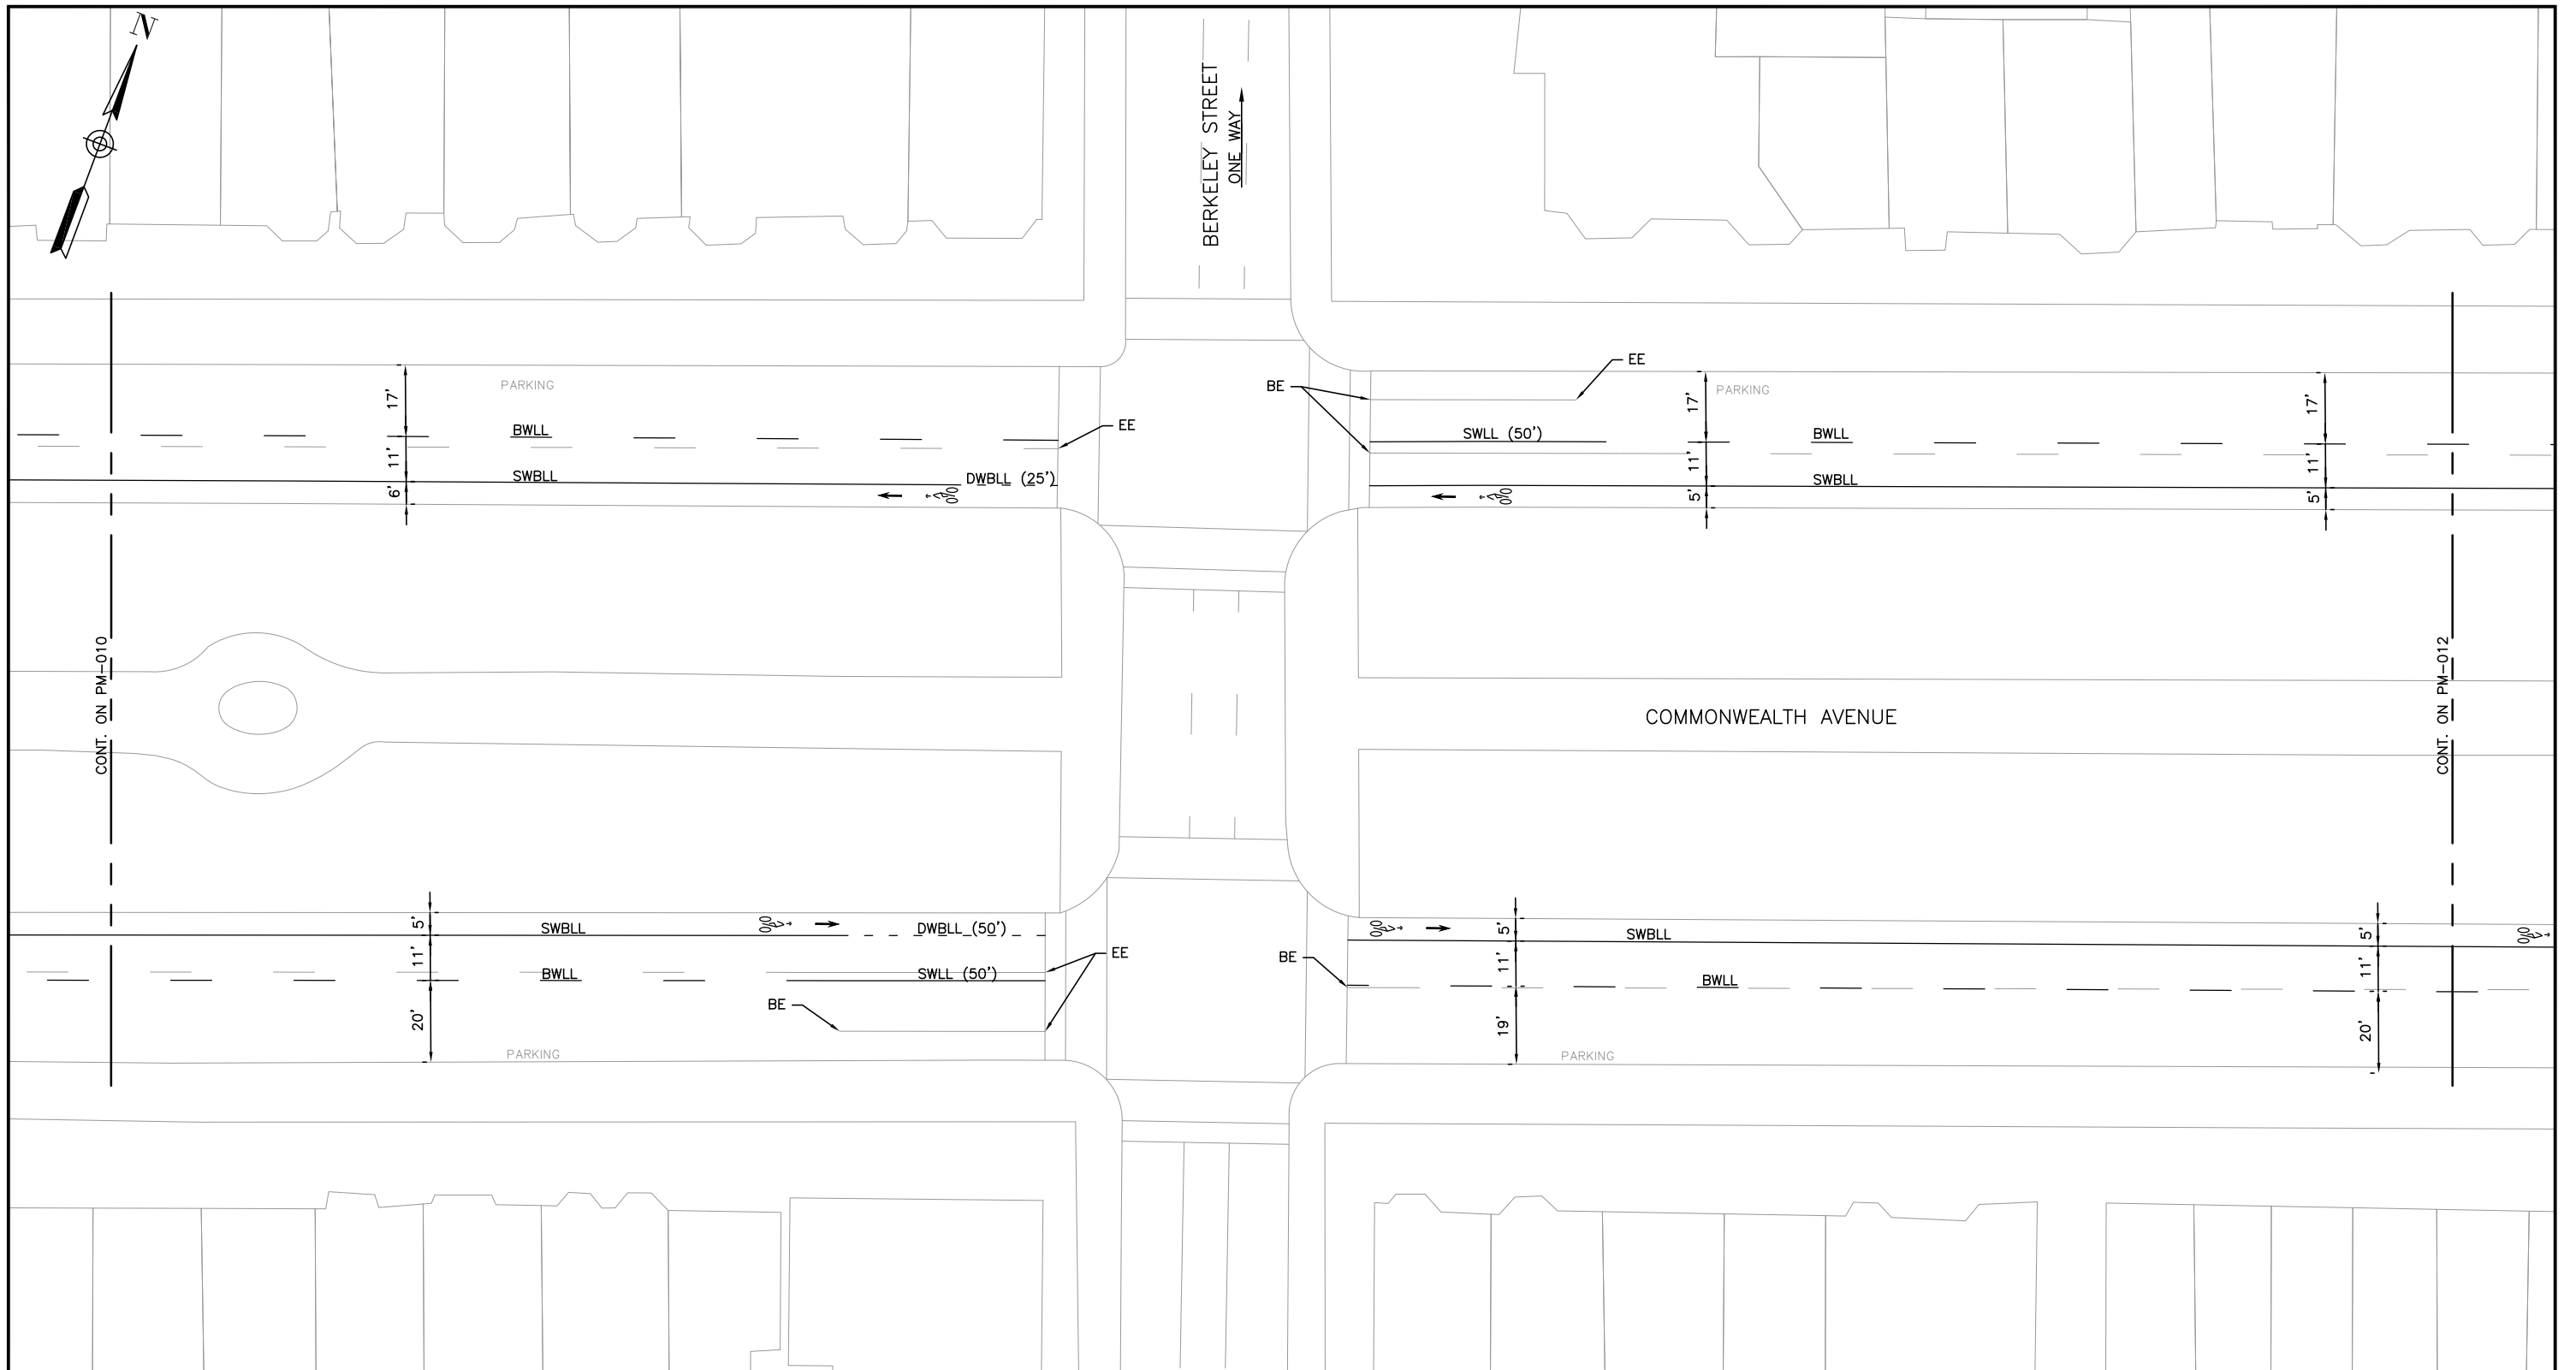 N
BERKELEY STREET
ONE WAY
EE
BE
PARKING
PARKING
17'
17'
17'
EE
BWLL
SWLL (50')
BWLL
11'
11'
11'
SWBLL
DWBLL (25')
SWBLL
6'
5'
5'
CONT. ON PM-010
CONT. ON PM-012
COMMONWEALTH AVENUE
5'
SWBLL
DWBLL (50')
5'
SWBLL
5'
11'
EE
BE
11'
11'
BWLL
SWLL (50')
BWLL
BE
20'
19'
20'
PARKING
PARKING